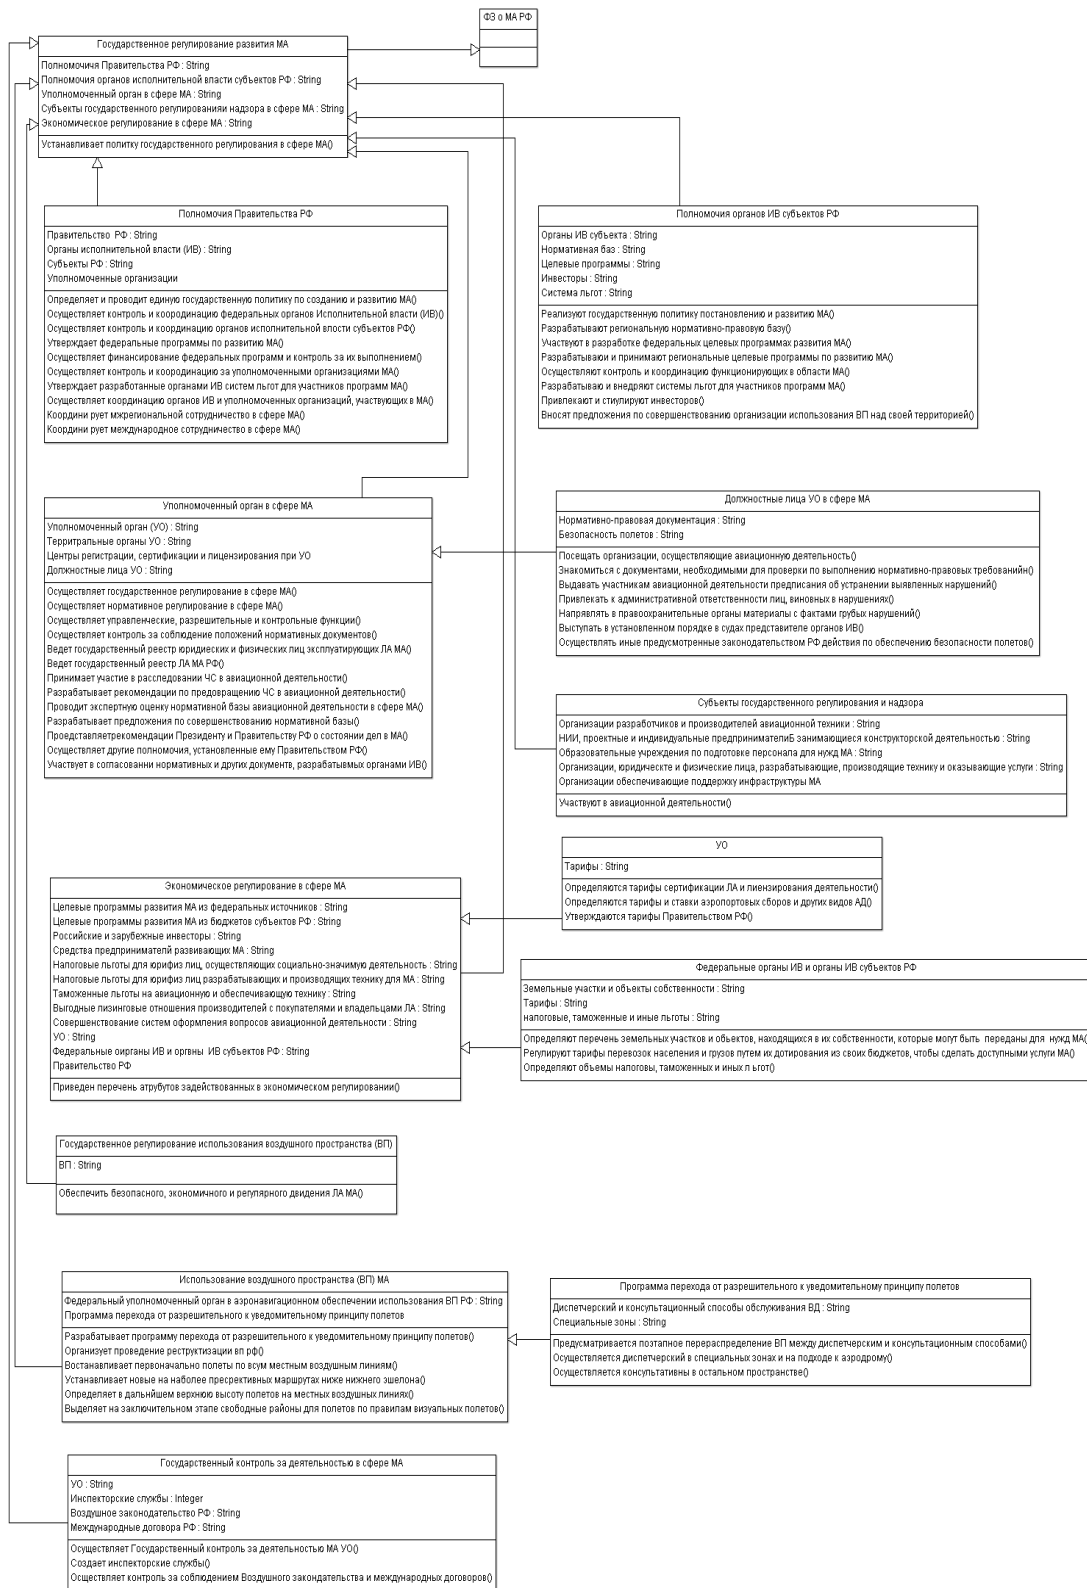 ФЗ о МА РФ
Государственное регулирование развития МА
Полномочичя Правительства РФ : String
Полномочия органов исполнительной власти субъектов РФ : String
Уполномоченный орган в сфере МА : String
Субъекты государственного регулированияи надзора в сфере МА : String
Экономическое регулирование в сфере МА : String
Устанавливает политку государственного регулирования в сфере МА()
Полномочия Правительства РФ
Правительство РФ : String
Органы исполнительной власти (ИВ) : String
Субъекты РФ : String
Уполномоченные организации
Определяет и проводит единую государственную политику по созданию и развитию МА()
Осуществляет контроль и короодинацию федеральных органов Исполнительной власти (ИВ)()
Осуществляет контроль и координацию органов исполнительной влости субъектов РФ()
Утверждает федеральные программы по развитию МА()
Осуществляет финансирование федеральных программ и контроль за их выполнением()
Осуществляет контроль и координацию за уполномоченными организациями МА()
Утверждает разработанные органами ИВ систем льгот для участников программ МА()
Осуществляет координацию органов ИВ и уполномоченных организаций, участвующих в МА()
Координи рует мжрегиональной сотрудничество в сфере МА()
Координи рует международное сотрудничество в сфере МА()
Полномочия органов ИВ субъектов РФ
Органы ИВ субъекта : String
Нормативная баз : String
Целевые программы : String
Инвесторы : String
Система льгот : String
Реализуют государственную политику постановлению и развитию МА()
Разрабатывают региональную нормативно-правовую базу()
Участвуют в разработке федеральных целевых программах развития МА()
Разрабатываюи и принимают региональные целевые программы по развитию МА()
Осуществляюют контроль и координацию функционирующих в области МА()
Разрабатываю и внедряют системы льгот для участников программ МА()
Привлекают и стиулируют инвесторов()
Вносят предложения по совершенствованию организации использования ВП над своей территорией()
Уполномоченный орган в сфере МА
Уполномоченный орган (УО) : String
Территральные органы УО : String
Центры регистрации, сертификации и лицензирования при УО
Должностные лица УО : String
Осуществляет государственное регулирование в сфере МА()
Осуществляет нормативное регулирование в сфере МА()
Осуществляет управленческие, разрешительные и контрольные функции()
Осуществляет контроль за соблюдение положений нормативных документов()
Ведет государственный реестр юридиеских и физических лиц эксплуатирующих ЛА МА()
Ведет государственный реестр ЛА МА РФ()
Принимает участие в расследовании ЧС в авиационной деятельности()
Разрабатывает рекомендации по предовращению ЧС в авиационной деятельности()
Проводит экспертную оценку нормативной базы авиационной деятельности в сфере МА()
Разрабатывает предложения по совершенствованию нормативной базы()
Проедставляетрекомендации Президенту и Правительству РФ о состоянии дел в МА()
Осуществляет другие полномочия, установленные ему Правительством РФ()
Участвует в согласованни нормативных и других документв, разрабатывмых органами ИВ()
Должностные лица УО в сфере МА
Нормативно-правовая документация : String
Безопасность полетов : String
Посещать организации, осуществляющие авиационную деятельность()
Знакомиться с документами, необходимыми для проверки по выполнению нормативно-правовых требованийн()
Выдавать участникам авиационной деятельности предписания об устранении выявленных нарушений()
Привлекать к административной ответственности лиц, виновных в нарушениях()
Напрявлять в правоохранительные органы материалы с фактами грубых нарушений()
Выступать в установленном порядке в судах представителе органов ИВ()
Осуществлять иные предусмотренные законодательством РФ действия по обеспечению безопасности полетов()
Субъекты государственного регулирования и надзора
Организации разработчиков и производителей авиационной техники : String
НИИ, проектные и индивидуальные предпринимателиБ занимающиеся конструкторской деятельностью : String
Образовательные учреждения по подготовке персонала для нужд МА : String
Организации, юридическте и физические лица, разрабатывающие, производящие технику и оказывающие услуги : String
Организации обеспечивающие поддержку инфраструктуры МА
Участвуют в авиационной деятельности()
УО
Тарифы : String
Определяются тарифы сертификации ЛА и лиензирования деятельности()
Определяются тарифы и ставки аэропортовых сборов и других видов АД()
Утверждаются тарифы Правительством РФ()
Экономическое регулирование в сфере МА
Целевые программы развития МА из федеральных источников : String
Целевые программы развития МА из бюджетов субъектов РФ : String
Российские и зарубежные инвесторы : String
Средства предпринимателй развивающих МА : String
Налоговые льготы для юрифиз лиц, осуществляющих социально-значимую деятельность : String
Налоговые льготы для юрифиз лиц разрабатывающих и производящих технику для МА : String
Таможенные льготы на авиационную и обеспечивающую технику : String
Выгодные лизинговые отношения производителей с покупателями и владельцами ЛА : String
Совершенствование систем оформления вопросов авиационной деятельности : String
УО : String
Федеральные оиpганы ИВ и оргвны ИВ субъектов РФ : String
Правительство РФ
Приведен перечень атрубутов задействованных в экономическом регулировании()
Федеральные органы ИВ и органы ИВ субъектов РФ
Земельные участки и объекты собственности : String
Тарифы : String
налоговые, таможенные и иные льготы : String
Определяют перечень земельных участков и обьектов, находящихся в их собственности, которые могут быть переданы для нужд МА()
Регулируют тарифы перевозок населения и грузов путем их дотирования из своих бюджетов, чтобы сделать доступными услуги МА()
Определяют объемы налоговы, таможенных и иных л ьгот()
Государственное регулирование использования воздушного пространства (ВП)
ВП : String
Обеспечить безопасного, экономичного и регулярного двидения ЛА МА()
Использование воздушного пространства (ВП) МА
Федеральный уполномоченный орган в аэронавигационном обеспечении использования ВП РФ : String
Программа перехода от разрешительного к уведомительному принципу полетов
Разрабатывает программу перехода от разрешительного к уведомительному принципу полетов()
Организует проведение реструктизации вп рф()
Востанавливает первоначально полеты по всум местным воздушным линиям()
Устанавливает новые на наболее пресрективных маршрутах ниже нижнего эшелона()
Определяет в дальнйшем верхнюю высоту полетов на местных воздушных линиях()
Выделяет на заключительном этапе свободные районы для полетов по правилам визуальных полетов()
Программа перехода от разрешительного к уведомительному принципу полетов
Диспетчерский и консультационный способы обслуживания ВД : String
Специальные зоны : String
Предусматривается поэтапное перераспределение ВП между диспетчерским и консультационным способами()
Осуществляется диспетчерский в специальных зонах и на подходе к аэродрому()
Осуществляется консультативны в остальном пространстве()
Государственный контроль за деятельностью в сфере МА
УО : String
Инспекторские службы : Integer
Воздушное законодательство РФ : String
Международные договора РФ : String
Осуществляет Государственный контроль за деятельностью МА УО()
Создает инспекторские службы()
Осществляет контроль за соблюдением Воздушного закондательства и международных договоров()